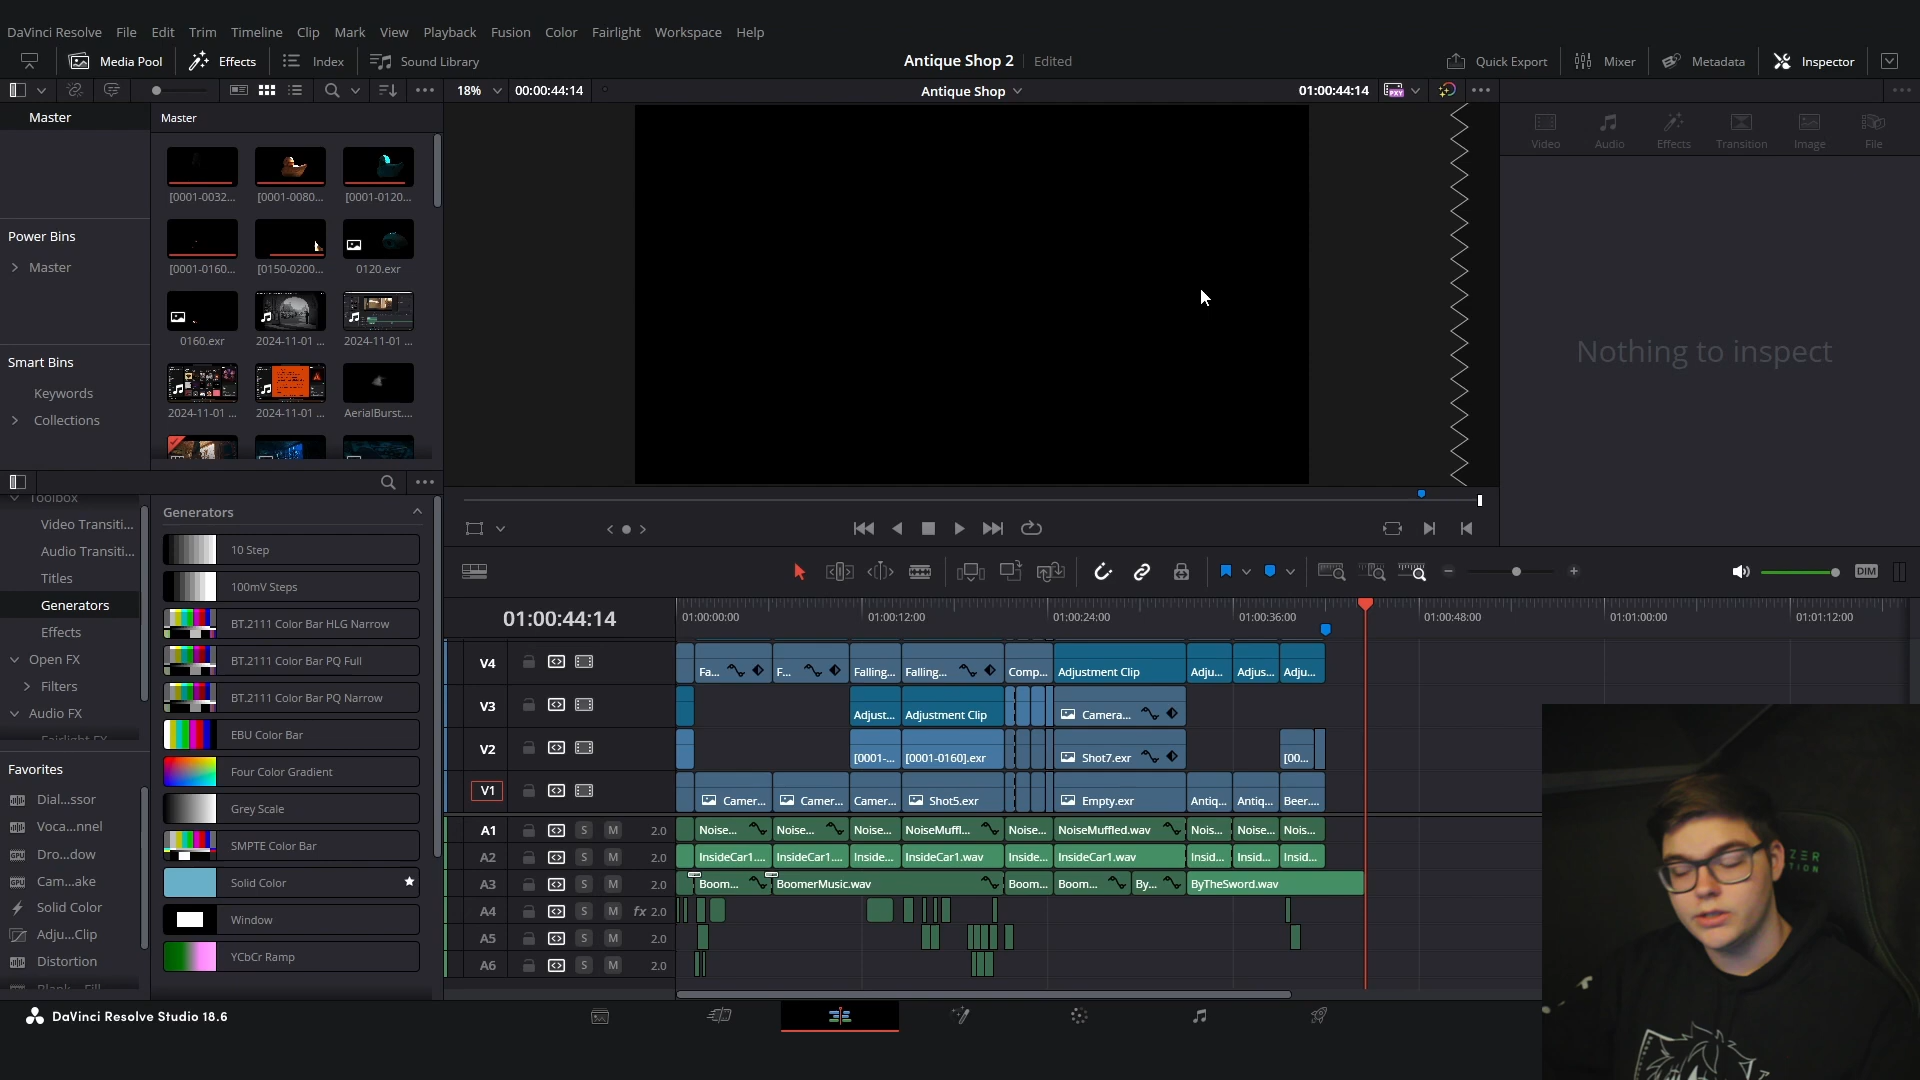 DaVinci Resolve File Edit Trim Timeline Clip Mark View Playback Fusion Color Fairlight Workspace Help
Media Pool Effects Index Sound Library Antique Shop 2 Edited Quick Export Mixer Metadata Inspector
18% 00:00:44:14 Antique Shop 01:00:44:14 PXY
Master Master
Video Audio Effects Transition Image File
[0001-0032... [0001-0080... [0001-0120...
Power Bins
Master
[0001-0160... [0150-0200... 0120.exr
0160.exr 2024-11-01 ... 2024-11-01 ...
Nothing to inspect
Smart Bins
Keywords
Collections
2024-11-01 ... 2024-11-01 ... AerialBurst....
Toolbox
Video Transiti...
Audio Transiti...
Titles
Generators
Effects
Open FX
Filters
Audio FX
Fairlight FX
Favorites
Dial...ssor
Voca...nnel
Dro...dow
Cam...ake
Solid Color
Adju...Clip
Distortion
Generators
10 Step
100mV Steps
BT.2111 Color Bar HLG Narrow
BT.2111 Color Bar PQ Full
BT.2111 Color Bar PQ Narrow
EBU Color Bar
Four Color Gradient
Grey Scale
SMPTE Color Bar
Solid Color
Window
YCbCr Ramp
DIM
01:00:44:14 01:00:00:00 01:00:12:00 01:00:24:00 01:00:36:00 01:00:48:00 01:01:00:00 01:01:12:00
V4 Fa... F... Falling... Falling... Comp... Adjustment Clip Adju... Adjus... Adju...
V3 Adjust... Adjustment Clip Camera...
V2 [0001-... [0001-0160].exr Shot7.exr [00...
V1 Camer... Camer... Camer... Shot5.exr Empty.exr Antiq... Antiq... Beer....
A1 S M 2.0 Noise... Noise... Noise... NoiseMuffl... Noise... NoiseMuffled.wav Nois... Noise... Nois...
A2 S M 2.0 InsideCar1.... InsideCar1.... Inside... InsideCar1.wav Inside... InsideCar1.wav Insid... Insid... Insid...
A3 S M 2.0 Boom... BoomerMusic.wav Boom... Boom... By... ByTheSword.wav
A4 S M fx 2.0
A5 S M 2.0
A6 S M 2.0
DaVinci Resolve Studio 18.6